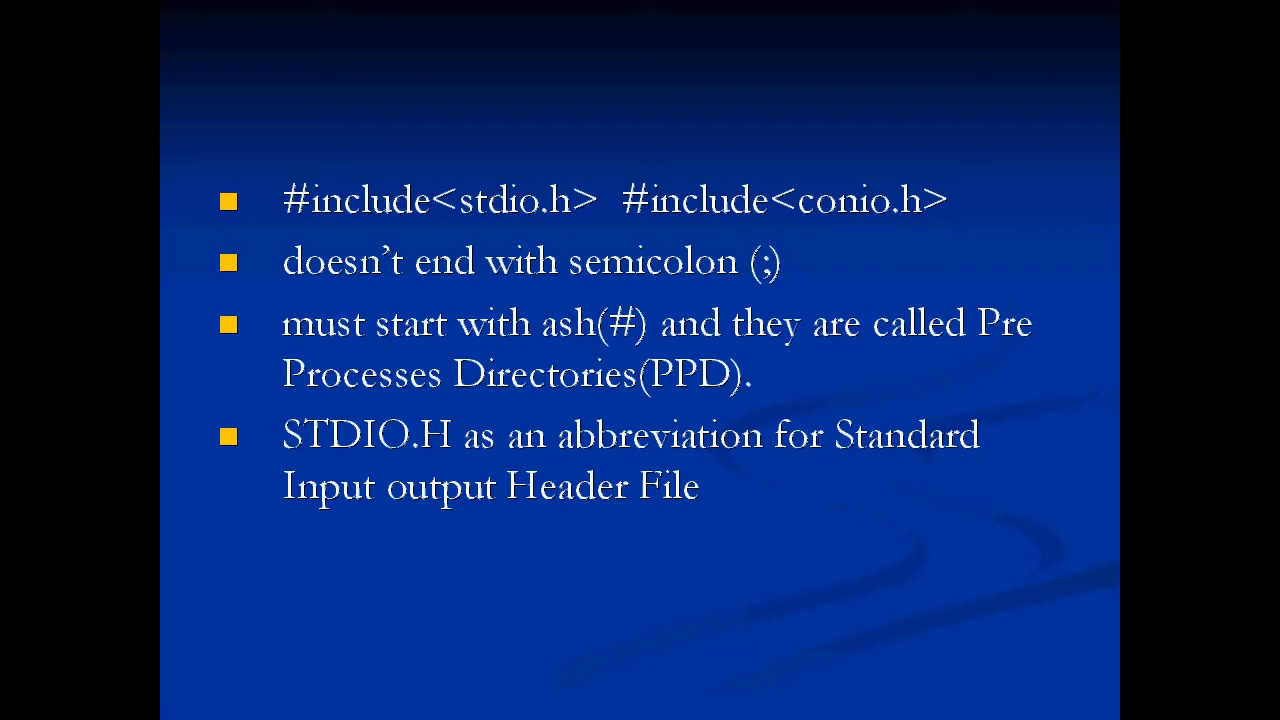 #include<stdio.h> #include<conio.h>
doesn't end with semicolon (;)
must start with ash(#) and they are called Pre
Processes Directories(PPD).
STDIO.H as an abbreviation for Standard
Input output Header File